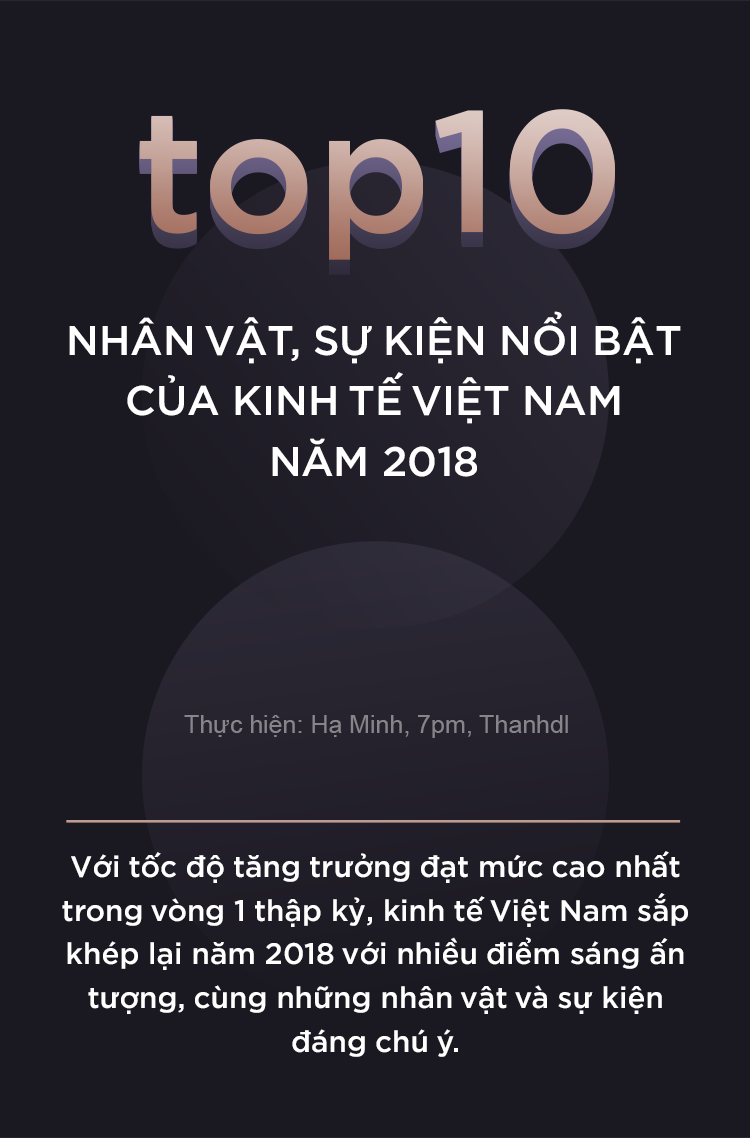 top10
NHÂN VẬT, SỰ KIỆN NỔI BẬT
CỦA KINH TẾ VIỆT NAM
NĂM 2018
Thực hiện: Hạ Minh, 7pm, Thanhdl
Với tốc độ tăng trưởng đạt mức cao nhất
trong vòng 1 thập kỷ, kinh tế Việt Nam sắp
khép lại năm 2018 với nhiều điểm sáng ấn
tượng, cùng những nhân vật và sự kiện
đáng chú ý.